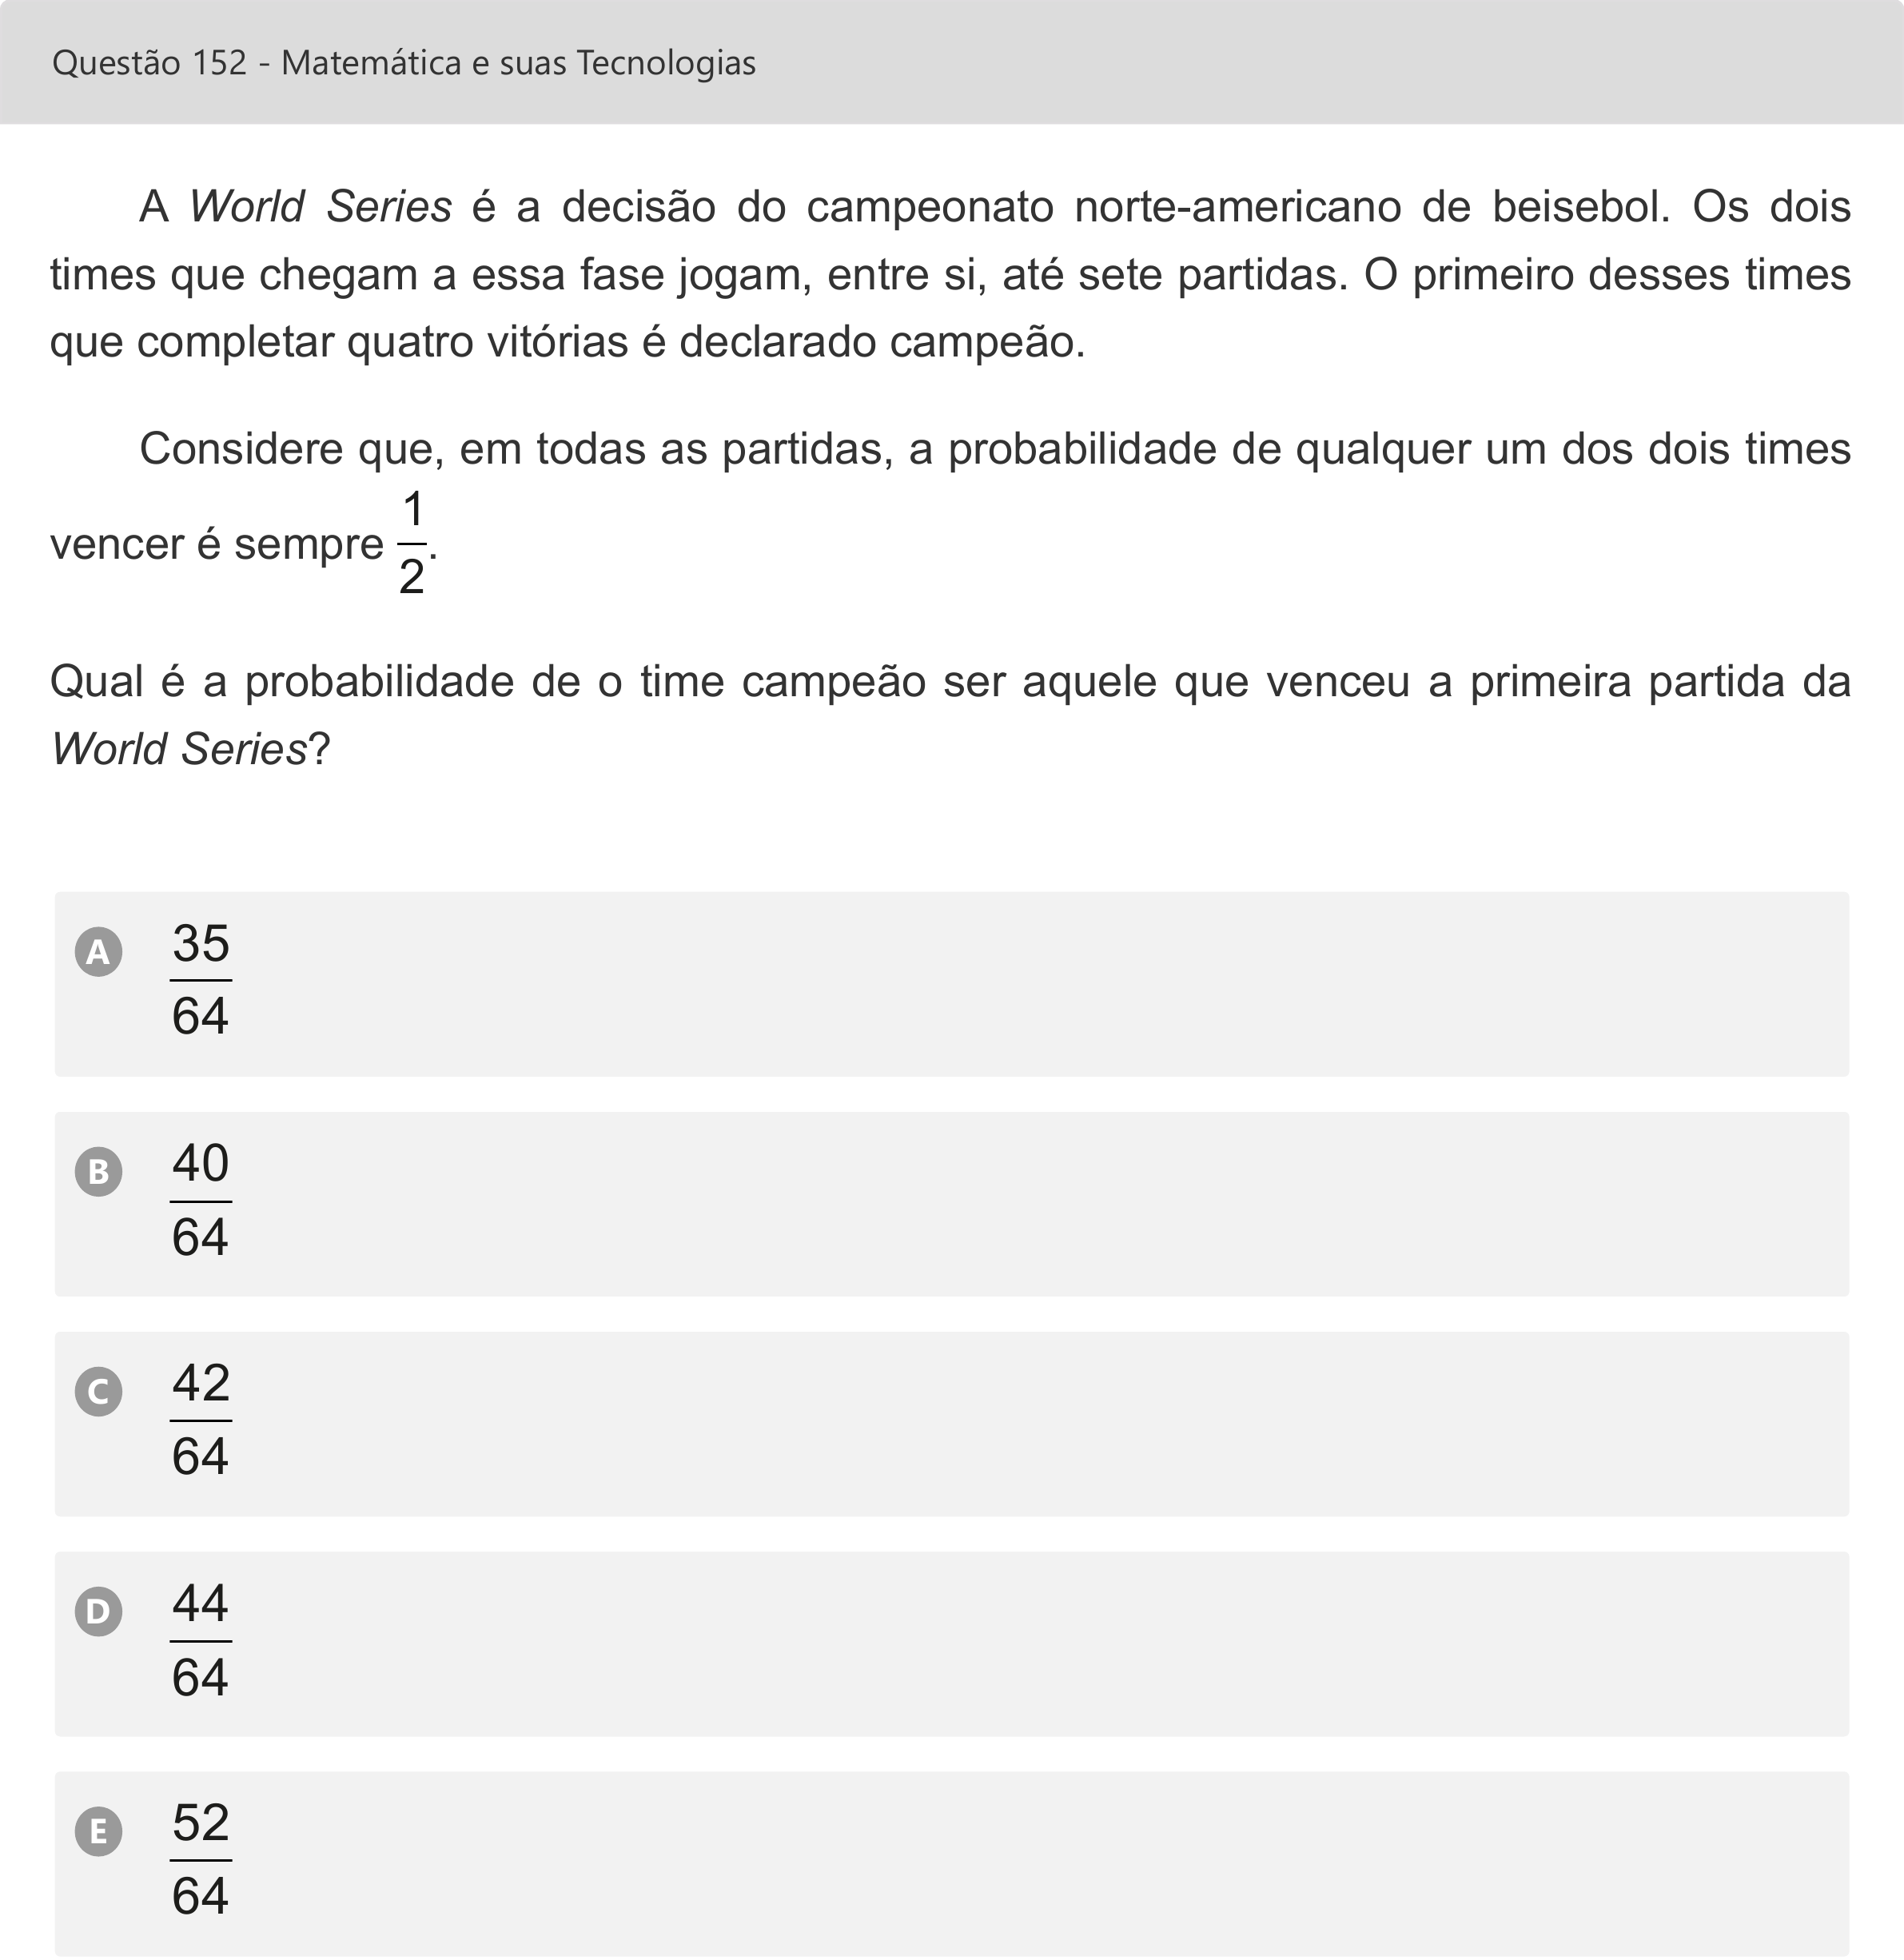 Questão 152 - Matemática e suas Tecnologias
A World Series é a decisão do campeonato norte-americano de beisebol. Os dois
times que chegam a essa fase jogam, entre si, até sete partidas. O primeiro desses times
que completar quatro vitórias é declarado campeão.
Considere que, em todas as partidas, a probabilidade de qualquer um dos dois times
vencer é sempre 1/2.
Qual é a probabilidade de o time campeão ser aquele que venceu a primeira partida da
World Series?
A 35/64
B 40/64
C 42/64
D 44/64
E 52/64